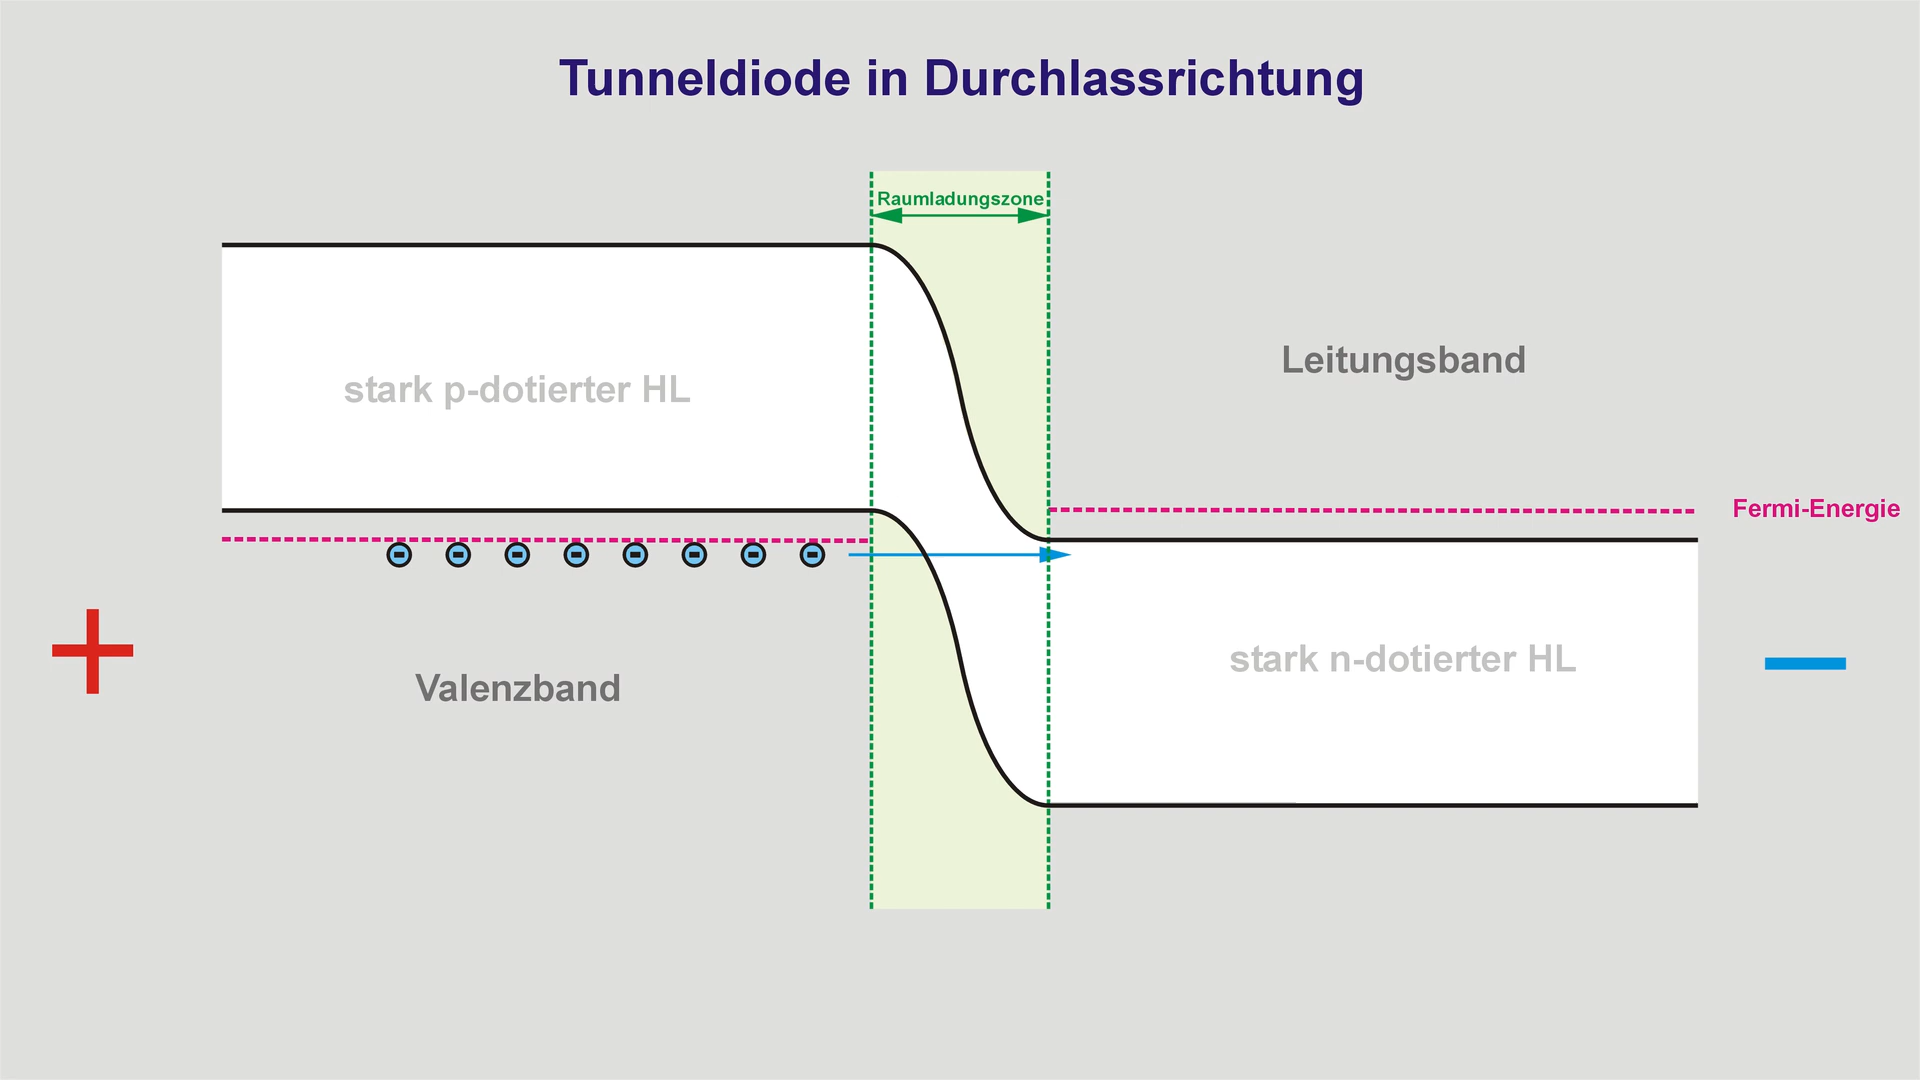 Tunneldiode in Durchlassrichtung
Raumladungszone
Leitungsband
stark p-dotierter HL
Fermi-Energie
stark n-dotierter HL
Valenzband